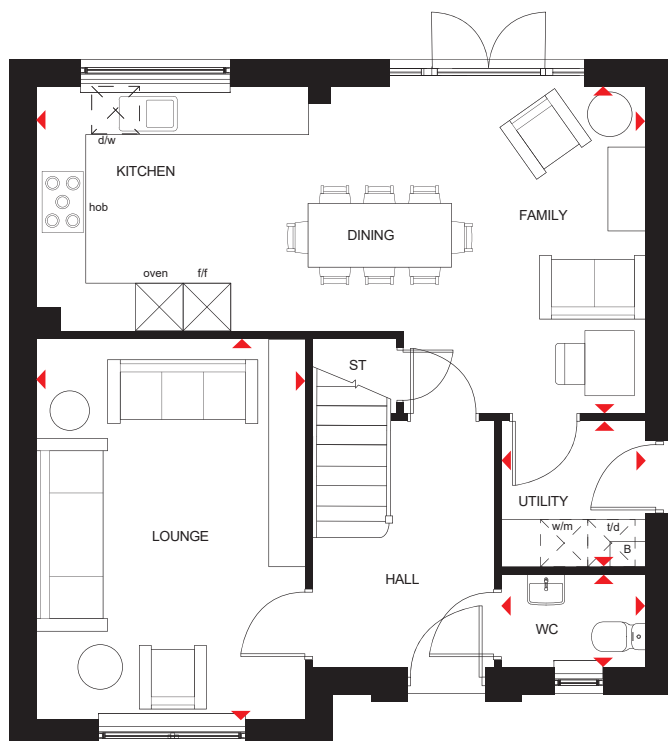 d/w
KITCHEN
hob
FAMILY
DINING
oven
f/f
ST
UTILITY
w/m
t/d
B
LOUNGE
HALL
WC